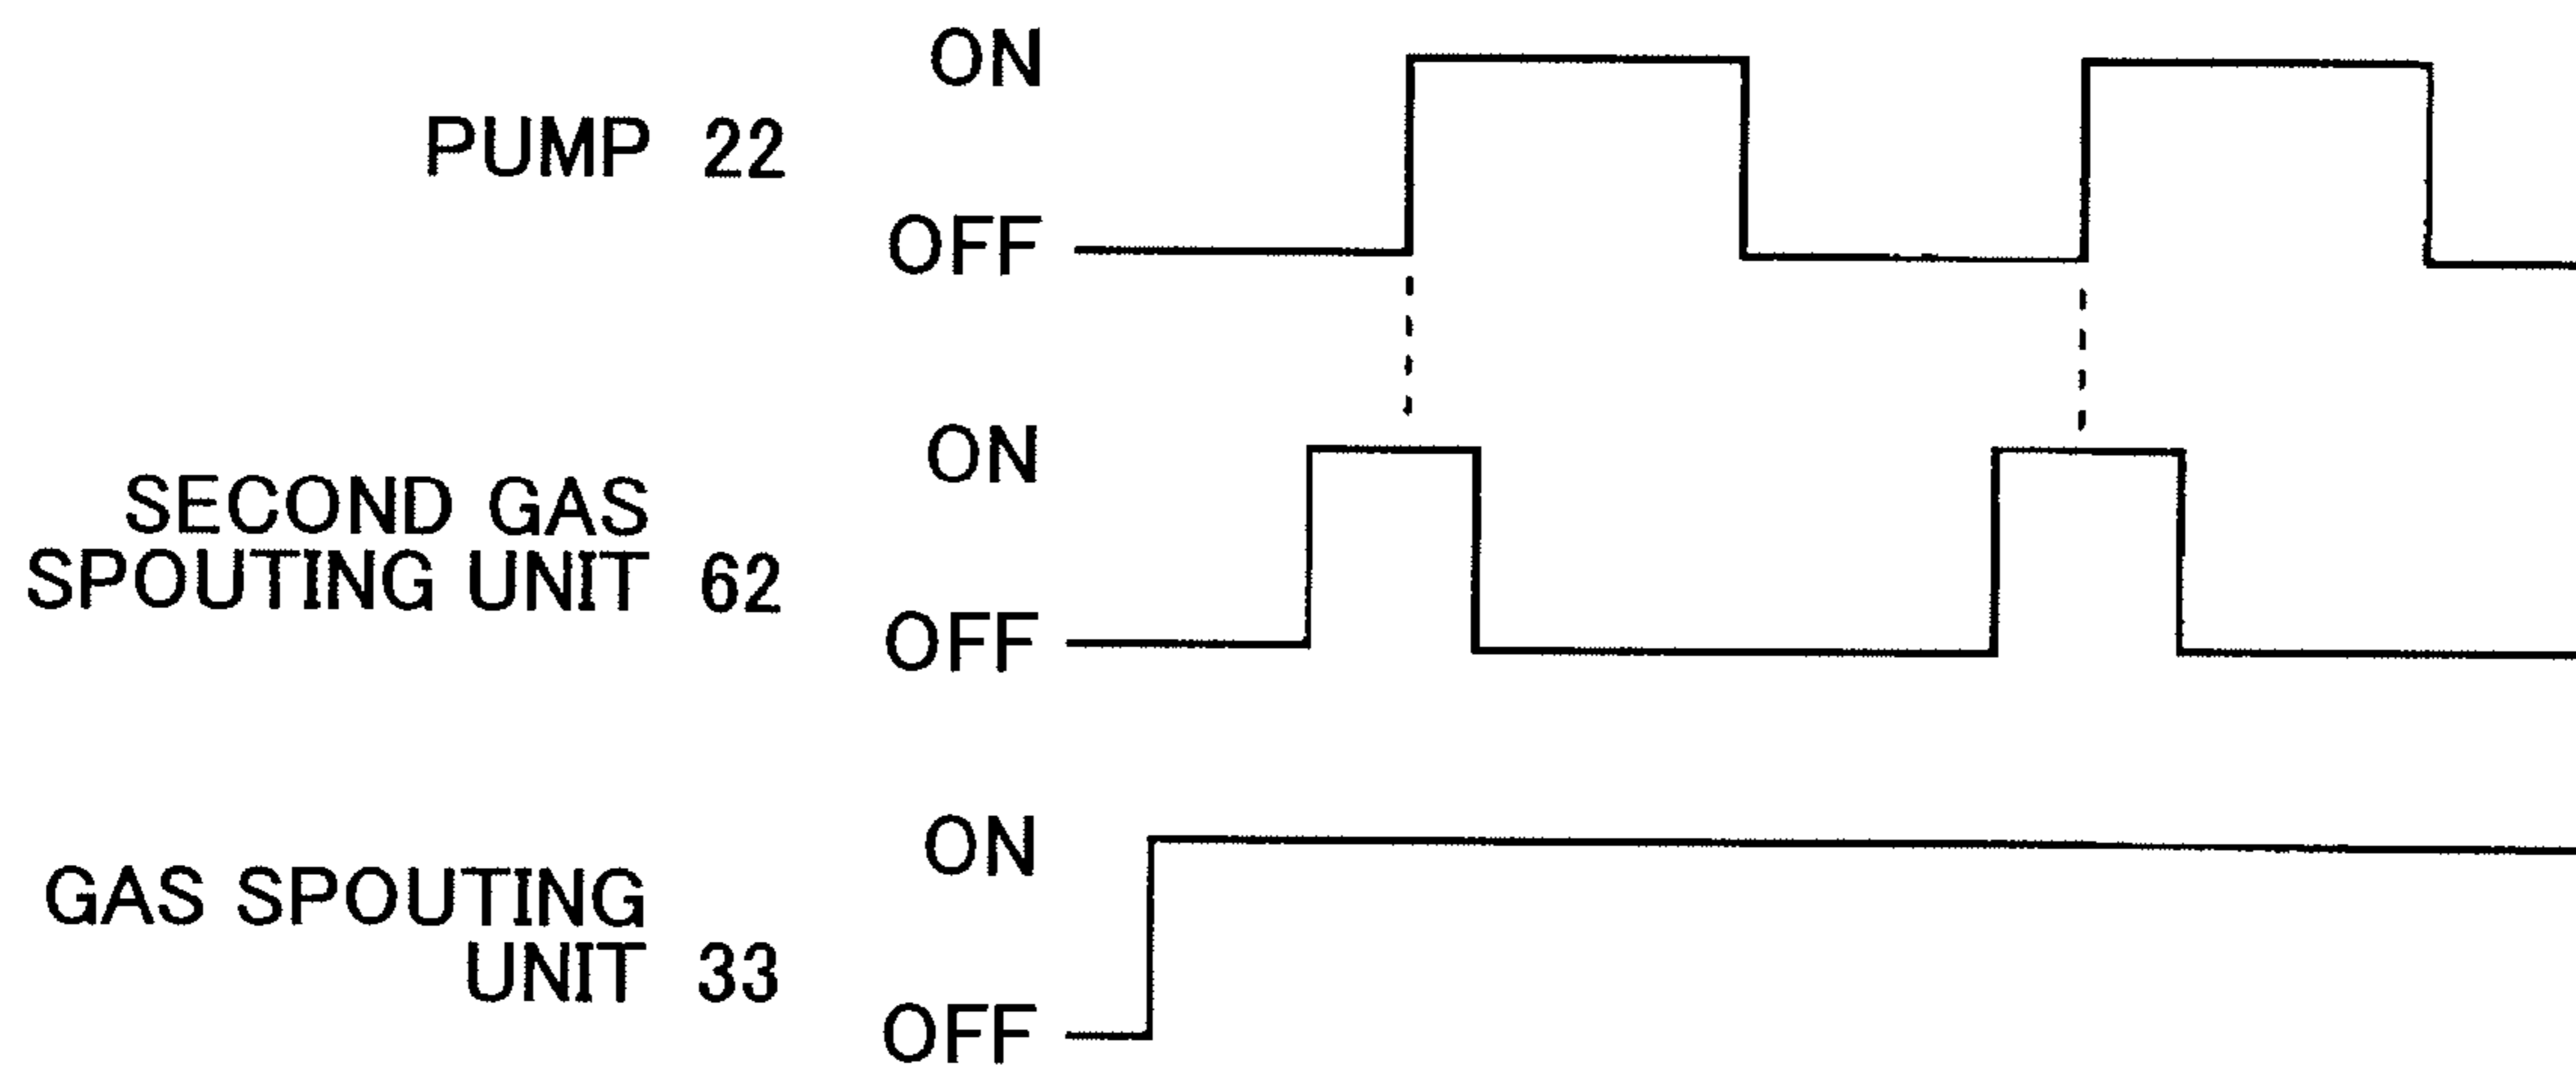 ON
PUMP 22
OFF
ON
SECOND GAS
SPOUTING UNIT 62
OFF
ON
GAS SPOUTING
UNIT 33
OFF